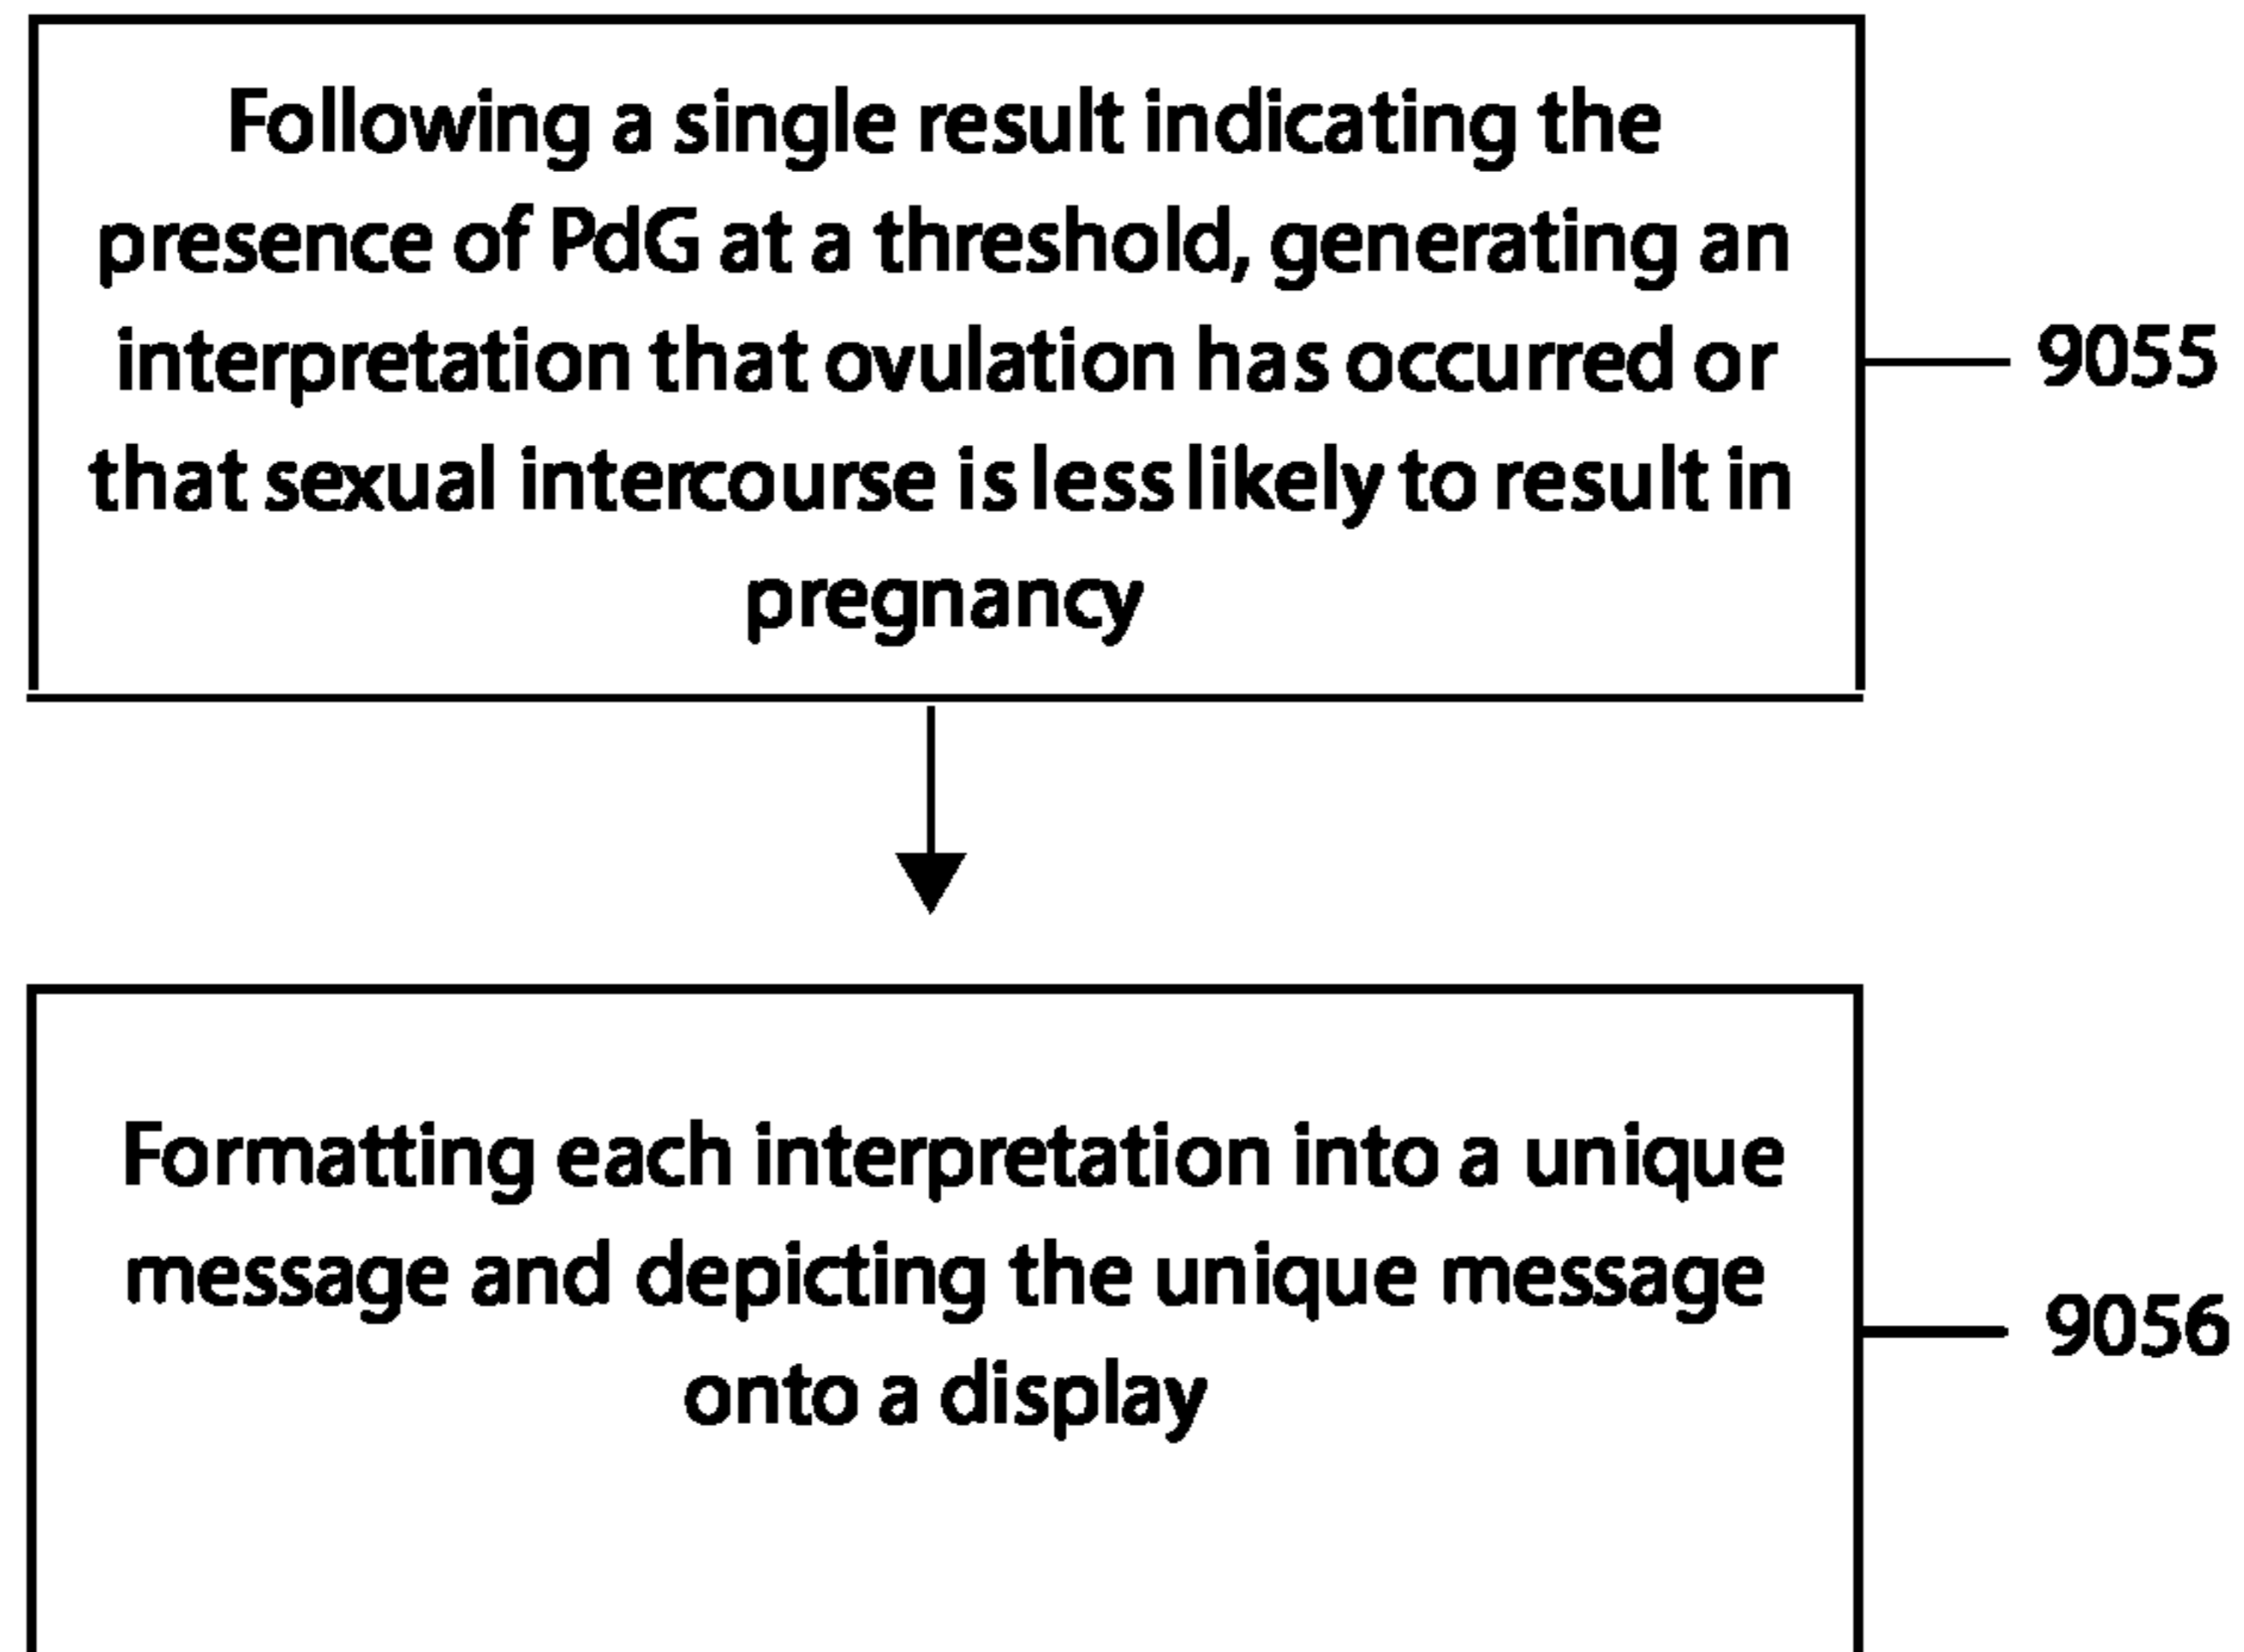 Following a single result indicating the
presence of PdG at a threshold, generating an
interpretation that ovulation has occurred or
that sexual intercourse is less likely to result in
pregnancy
9055
Formatting each interpretation into a unique
message and depicting the unique message
onto a display
9056